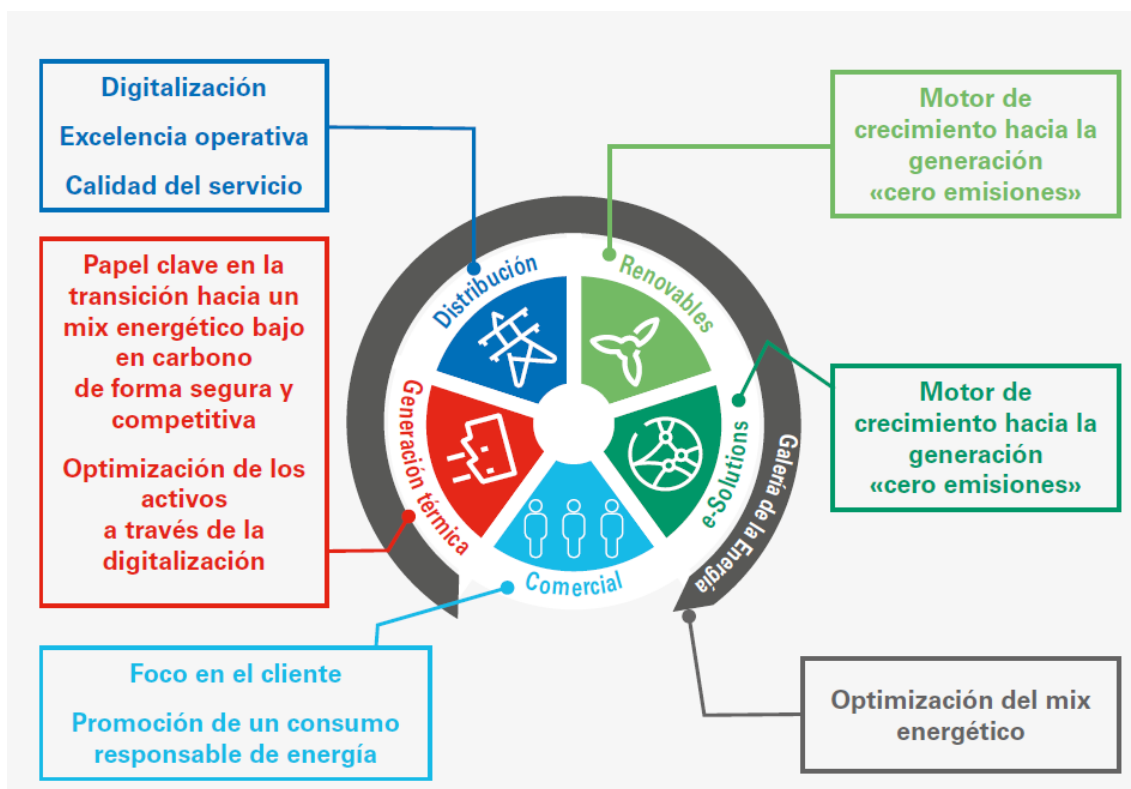 Digitalización
Excelencia operativa
Calidad del servicio
Motor de
crecimiento hacia la
generación
«cero emisiones»
Papel clave en la
transición hacia un
mix energético bajo
en carbono
de forma segura y
competitiva
Optimización de los
activos
a través de la
digitalización
Distribución
Renovables
Generación térmica
e-Solutions
Comercial
Galería de la Energía
Motor de
crecimiento hacia la
generación
«cero emisiones»
Foco en el cliente
Promoción de un consumo
responsable de energía
Optimización del mix
energético